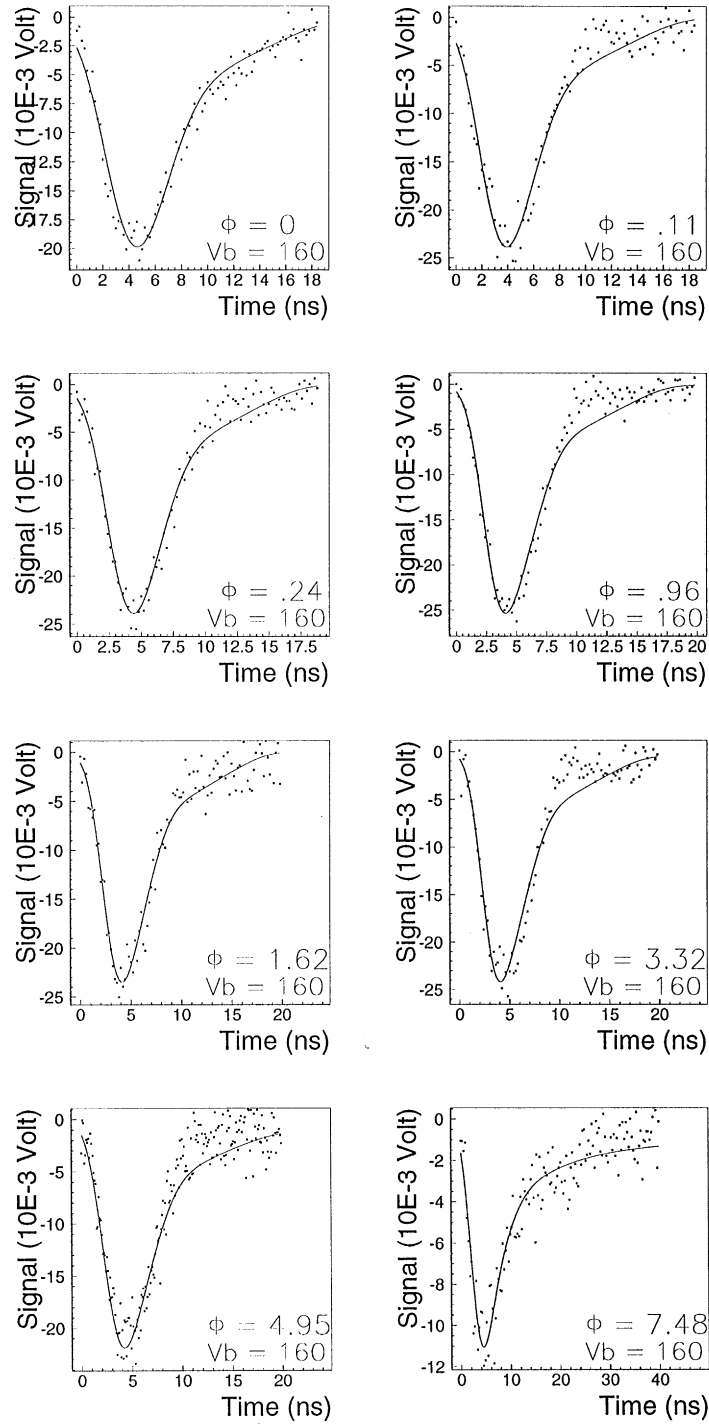 Signal (10E-3 Volt)
0
-2.5
-5
-7.5
-10
-12.5
-15
-17.5
-20
Φ = 0
Vb = 160
0 2 4 6 8 10 12 14 16 18
Time (ns)
Signal (10E-3 Volt)
0
-5
-10
-15
-20
-25
Φ = .11
Vb = 160
0 2 4 6 8 10 12 14 16 18
Time (ns)
Signal (10E-3 Volt)
0
-5
-10
-15
-20
-25
Φ = .24
Vb = 160
0 2.5 5 7.5 10 12.5 15 17.5
Time (ns)
Signal (10E-3 Volt)
0
-5
-10
-15
-20
-25
Φ = .96
Vb = 160
0 2.5 5 7.5 10 12.5 15 17.5 20
Time (ns)
Signal (10E-3 Volt)
0
-5
-10
-15
-20
-25
Φ = 1.62
Vb = 160
0 5 10 15 20
Time (ns)
Signal (10E-3 Volt)
0
-5
-10
-15
-20
-25
Φ = 3.32
Vb = 160
0 5 10 15 20
Time (ns)
Signal (10E-3 Volt)
0
-5
-10
-15
-20
Φ = 4.95
Vb = 160
0 5 10 15 20
Time (ns)
Signal (10E-3 Volt)
0
-2
-4
-6
-8
-10
-12
Φ = 7.48
Vb = 160
0 10 20 30 40
Time (ns)